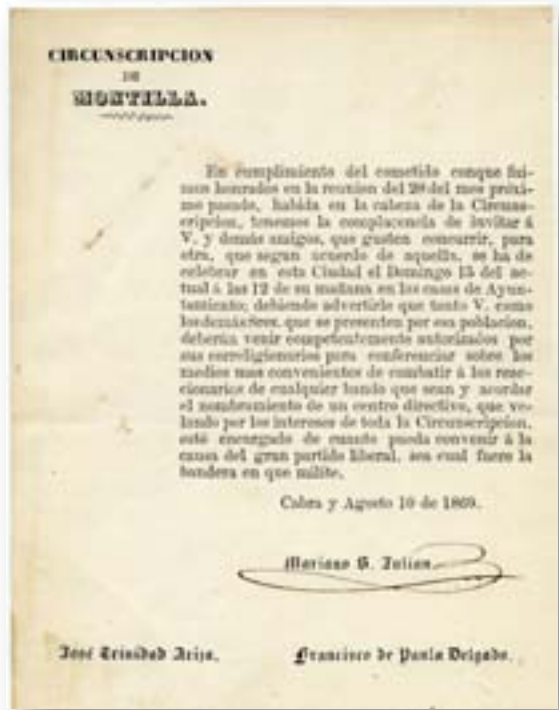 CIRCUNSCRIPCION
DE
MONTILLA.
En cumplimiento del cometido conque fui-
mos honrados en la reunion del 28 del mes próxi-
mo pasado, habida en la cabeza de la Circuns-
cripcion, tenemos la complacencia de invitar á
V. y demás amigos, que gusten concurrir, para
otra, que segun acuerdo de aquella, se ha de
celebrar en esta Ciudad el Domingo 15 del ac-
tual á las 12 de su mañana en las casas de Ayun-
tamiento; debiendo advertirle que tanto V. como
los demás Sres. que se presenten por esa poblacion,
deberán venir competentemente autorizados por
sus correligionarios para conferenciar sobre los
medios mas convenientes de combatir á los reac-
cionarios de cualquier bando que sean y acordar
el nombramiento de un centro directivo, que ve-
lando por los intereses de toda la Circunscripcion,
esté encargado de cuanto pueda convenir á la
causa del gran partido liberal, sea cual fuere la
bandera en que milite.
Cabra y Agosto 10 de 1869.
Mariano G. Julian.
José Trinidad Ariza.
Francisco de Paula Delgado.